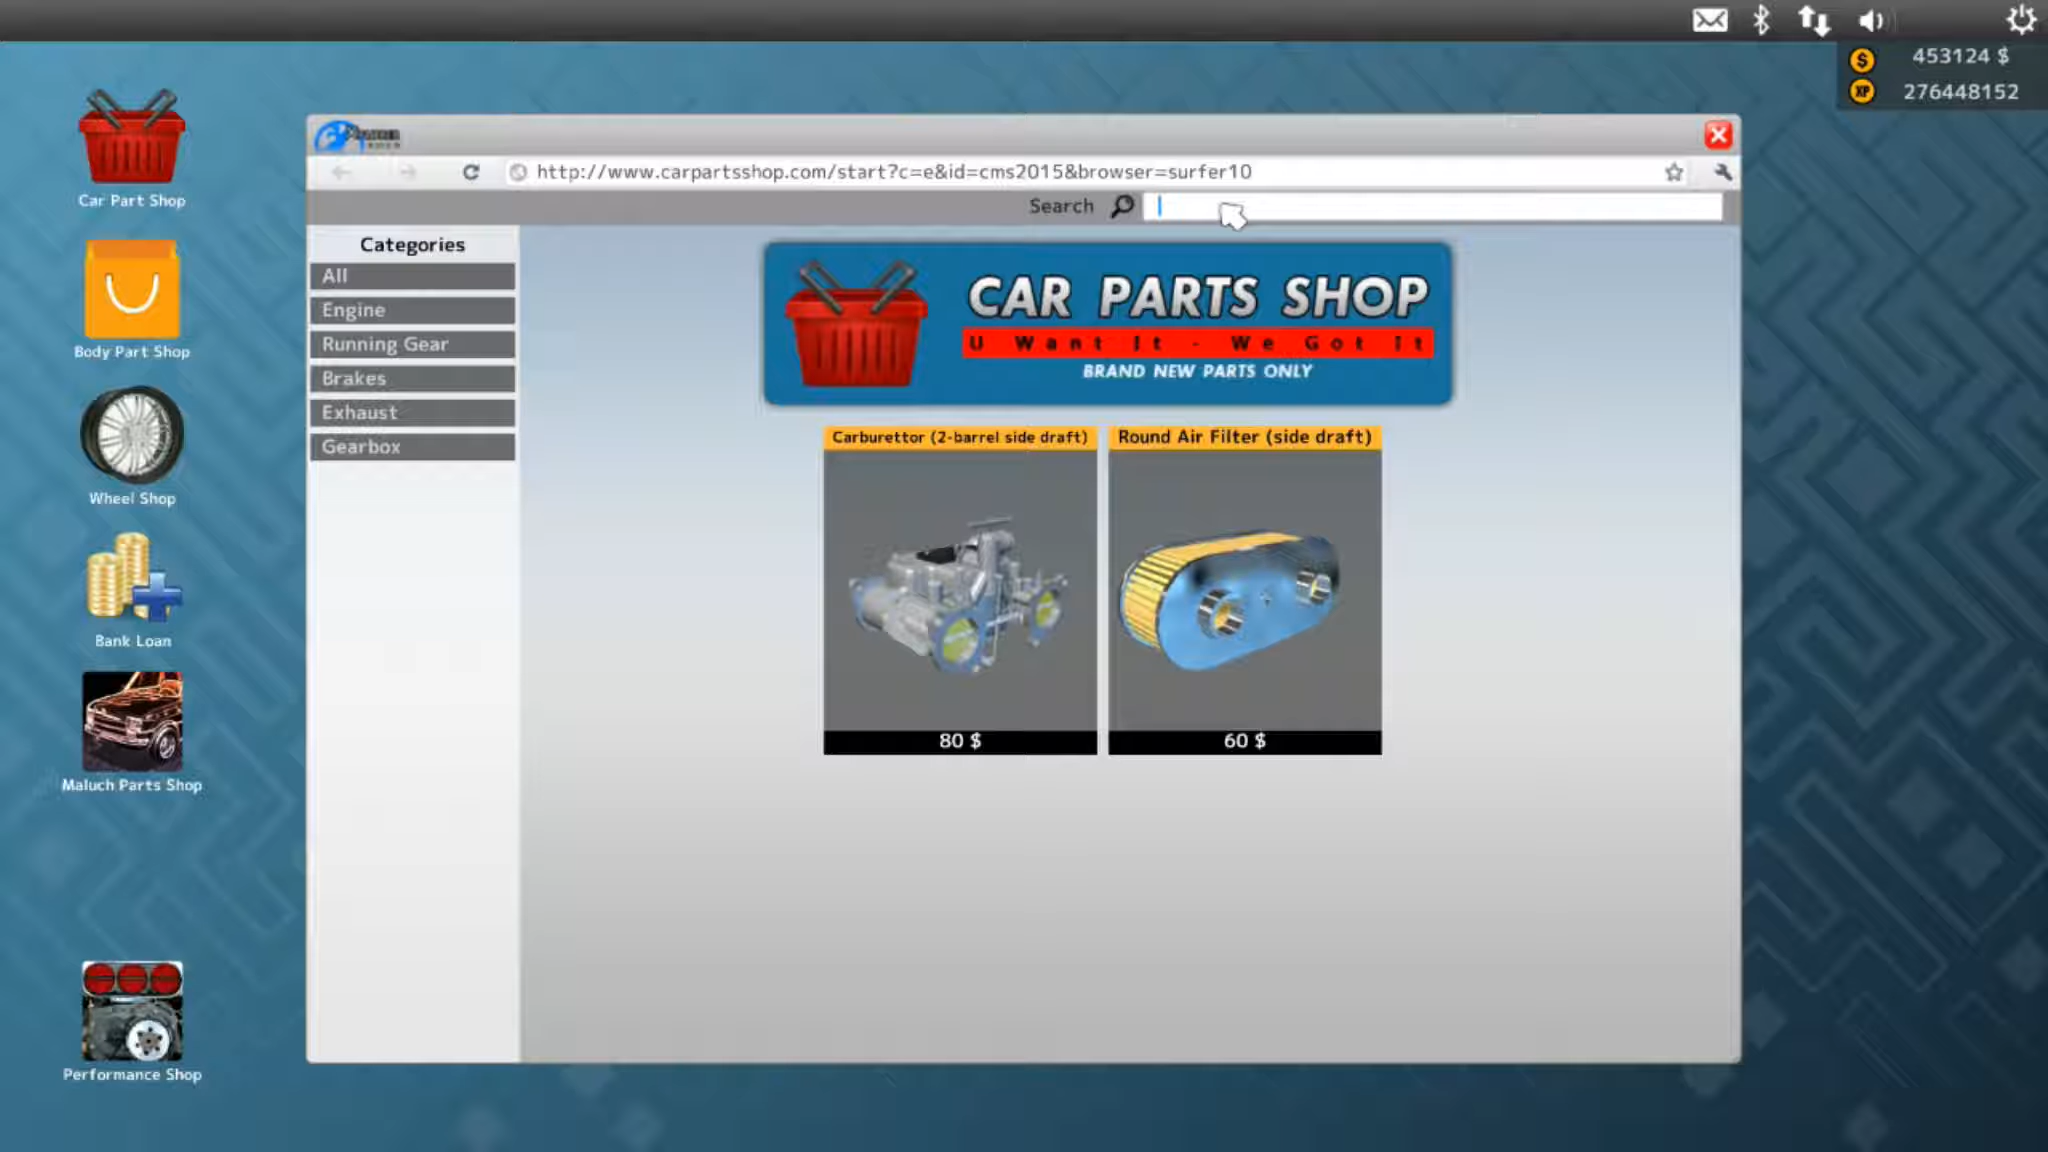 453124 $
XP
276448152
Car Part Shop
Body Part Shop
Wheel Shop
Bank Loan
Maluch Parts Shop
Performance Shop
http://www.carpartsshop.com/start?c=e&id=cms2015&browser=surfer10
Search
Categories
All
Engine
Running Gear
Brakes
Exhaust
Gearbox
CAR PARTS SHOP
U Want It - We Got It
BRAND NEW PARTS ONLY
Carburettor (2-barrel side draft)
Round Air Filter (side draft)
80 $
60 $